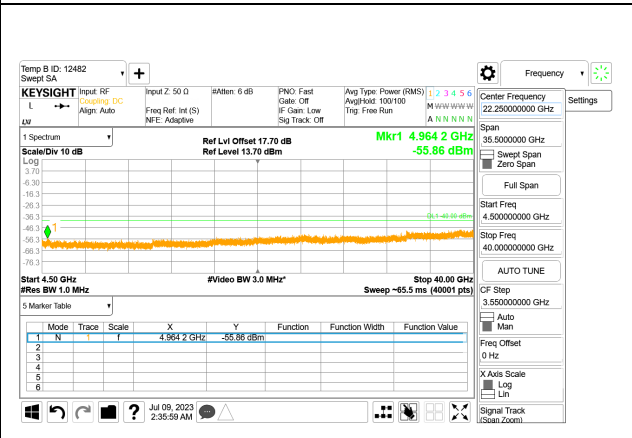 Temp B ID: 12482
Swept SA
Frequency
KEYSIGHT
Input: RF
Coupling: DC
Align: Auto
Input Z: 50 Ω
Freq Ref: Int (S)
NFE: Adaptive
#Atten: 6 dB
PNO: Fast
Gate: Off
IF Gain: Low
Sig Track: Off
Avg Type: Power (RMS)
Avg|Hold: 100/100
Trig: Free Run
1 2 3 4 5 6
M W W W W W
A N N N N N
L
1 Spectrum
Scale/Div 10 dB
Ref Lvl Offset 17.70 dB
Ref Level 13.70 dBm
Mkr1 4.964 2 GHz
-55.86 dBm
Log
3.70
-6.30
-16.3
-26.3
-36.3
-46.3
-56.3
-66.3
-76.3
DL1 -40.00 dBm
1
Start 4.50 GHz
#Res BW 1.0 MHz
#Video BW 3.0 MHz*
Stop 40.00 GHz
Sweep ~65.5 ms (40001 pts)
5 Marker Table
Mode Trace Scale X Y Function Function Width Function Value
1 N 1 f 4.964 2 GHz -55.86 dBm
2
3
4
5
6
Jul 09, 2023
2:35:59 AM
Center Frequency
22.250000000 GHz
Settings
Span
35.5000000 GHz
Swept Span
Zero Span
Full Span
Start Freq
4.500000000 GHz
Stop Freq
40.000000000 GHz
AUTO TUNE
CF Step
3.550000000 GHz
Auto
Man
Freq Offset
0 Hz
X Axis Scale
Log
Lin
Signal Track
(Span Zoom)